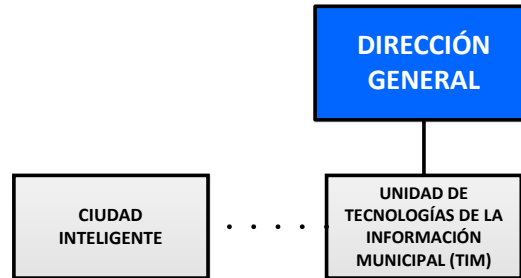 DIRECCIÓN
GENERAL
CIUDAD
INTELIGENTE
UNIDAD DE
TECNOLOGÍAS DE LA
INFORMACIÓN
MUNICIPAL (TIM)